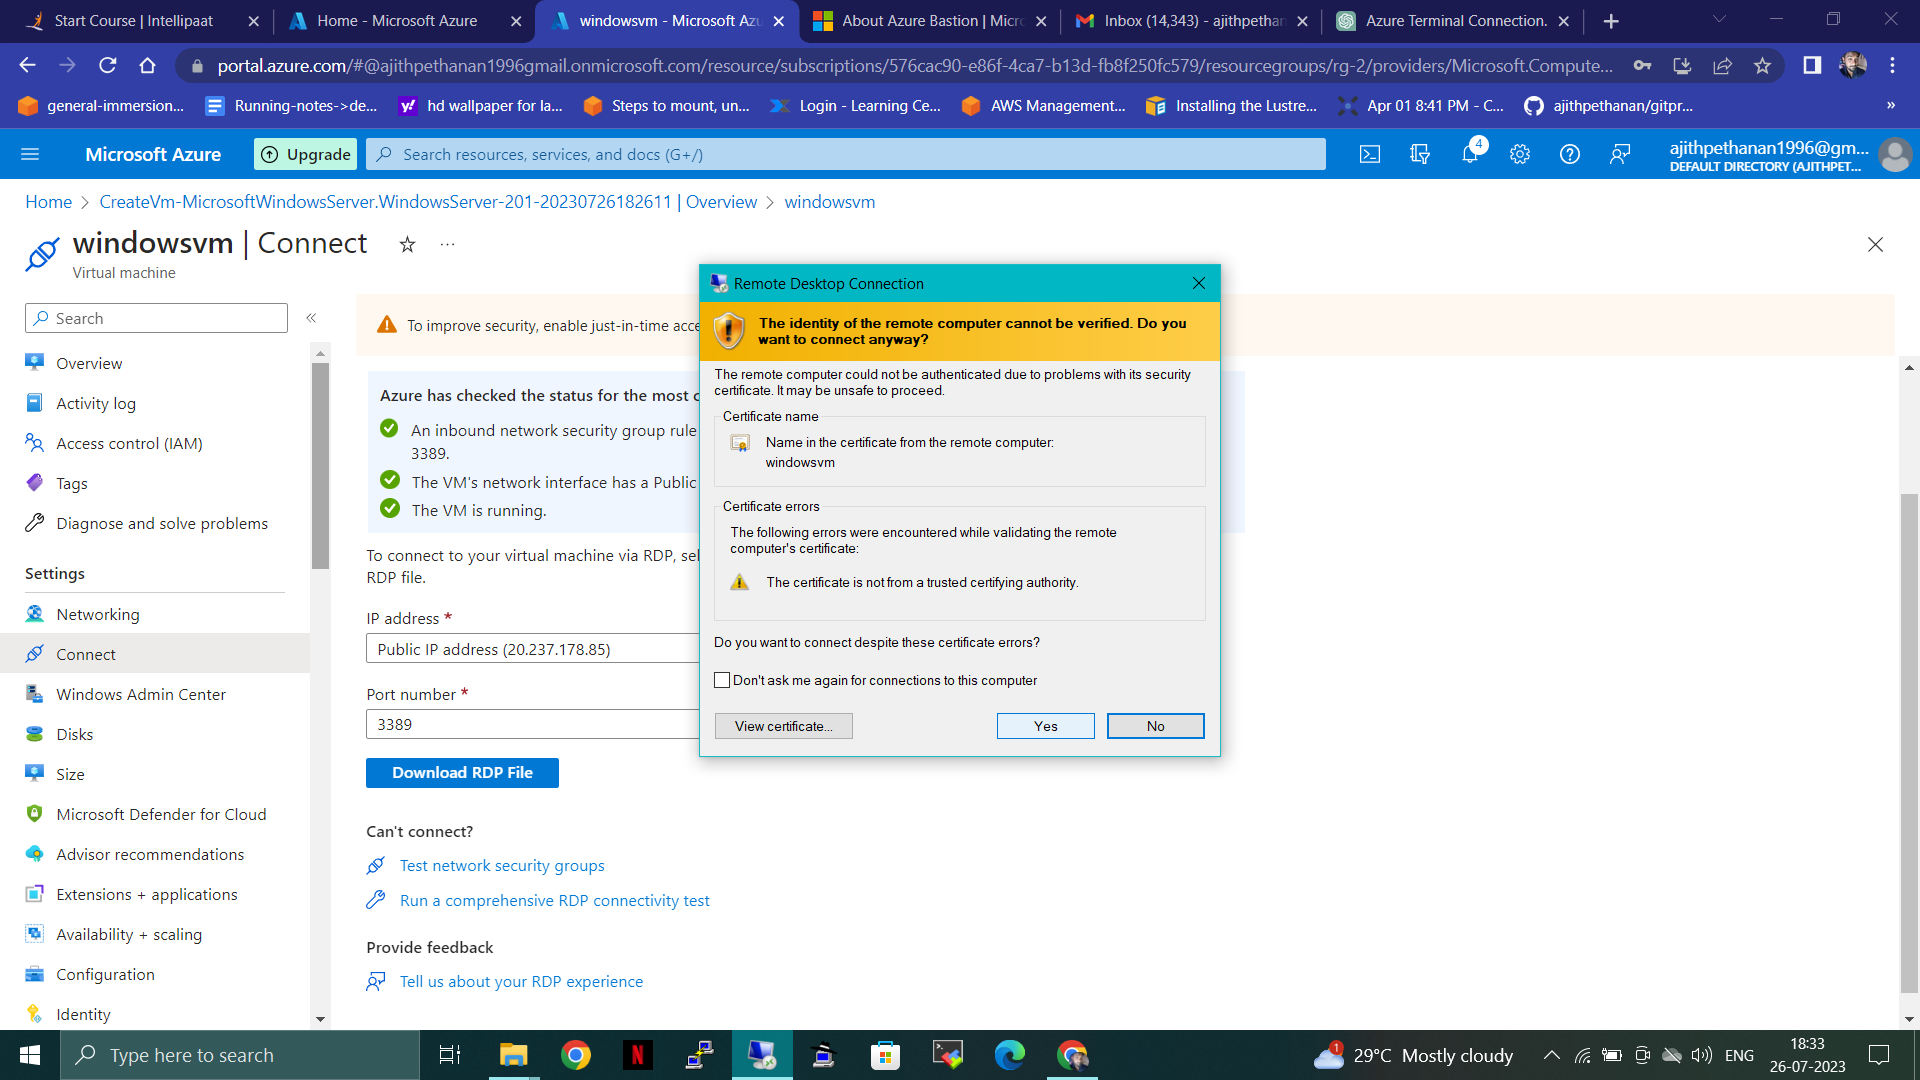 Start Course | Intellipaat
Home - Microsoft Azure
windowsvm - Microsoft Azu
About Azure Bastion | Micro
Inbox (14,343) - ajithpethan
Azure Terminal Connection.
portal.azure.com/#@ajithpethanan1996gmail.onmicrosoft.com/resource/subscriptions/576cac90-e86f-4ca7-b13d-fb8f250fc579/resourcegroups/rg-2/providers/Microsoft.Compute...
general-immersion...
Running-notes->de...
hd wallpaper for la...
Steps to mount, un...
Login - Learning Ce...
AWS Management...
Installing the Lustre...
Apr 01 8:41 PM - C...
ajithpethanan/gitpr...
»
Microsoft Azure
Upgrade
Search resources, services, and docs (G+/)
4
ajithpethanan1996@gm...
DEFAULT DIRECTORY (AJITHPET...
Home > CreateVm-MicrosoftWindowsServer.WindowsServer-201-20230726182611 | Overview > windowsvm
windowsvm | Connect
Virtual machine
Search
Overview
Activity log
Access control (IAM)
Tags
Diagnose and solve problems
Settings
Networking
Connect
Windows Admin Center
Disks
Size
Microsoft Defender for Cloud
Advisor recommendations
Extensions + applications
Availability + scaling
Configuration
Identity
To improve security, enable just-in-time acce
Azure has checked the status for the most c
An inbound network security group rule
3389.
The VM's network interface has a Public
The VM is running.
To connect to your virtual machine via RDP, sel
RDP file.
IP address *
Public IP address (20.237.178.85)
Port number *
3389
Download RDP File
Can't connect?
Test network security groups
Run a comprehensive RDP connectivity test
Provide feedback
Tell us about your RDP experience
Remote Desktop Connection
The identity of the remote computer cannot be verified. Do you
want to connect anyway?
The remote computer could not be authenticated due to problems with its security
certificate. It may be unsafe to proceed.
Certificate name
Name in the certificate from the remote computer:
windowsvm
Certificate errors
The following errors were encountered while validating the remote
computer's certificate:
The certificate is not from a trusted certifying authority.
Do you want to connect despite these certificate errors?
Don't ask me again for connections to this computer
View certificate...
Yes
No
Type here to search
1
29°C Mostly cloudy
ENG
18:33
26-07-2023